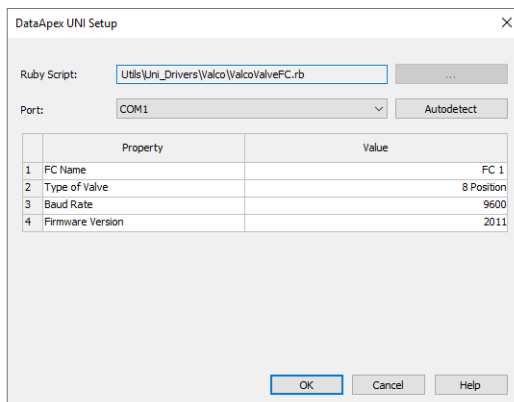 DataApex UNI Setup
Ruby Script: Utils\Uni_Drivers\Valco\ValcoValveFC.rb ...
Port: COM1 Autodetect
Property Value
1 FC Name FC 1
2 Type of Valve 8 Position
3 Baud Rate 9600
4 Firmware Version 2011
OK Cancel Help